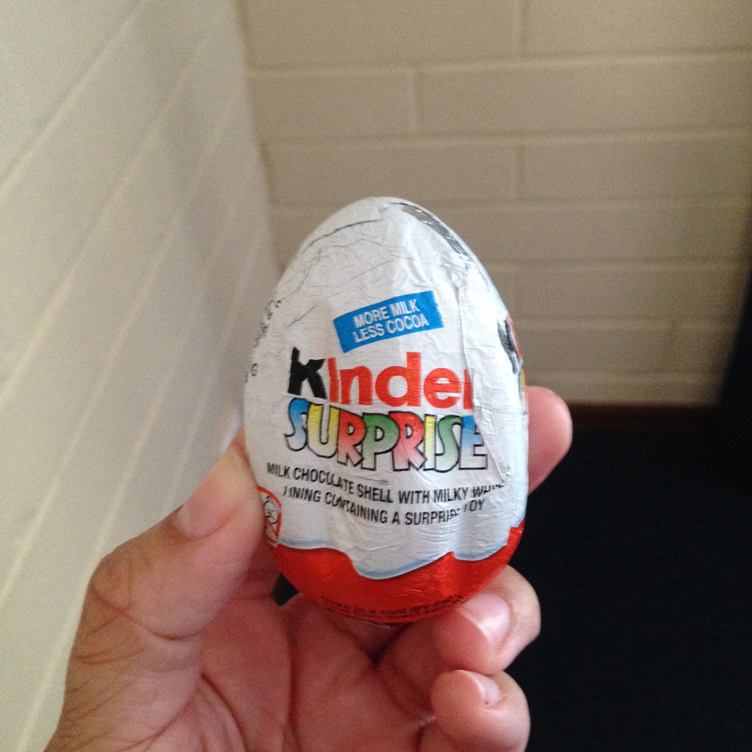 MORE MILK
LESS COCOA
Kinder
SURPRISE
MILK CHOCOLATE SHELL WITH MILKY WHITE
LINING CONTAINING A SURPRISE TOY